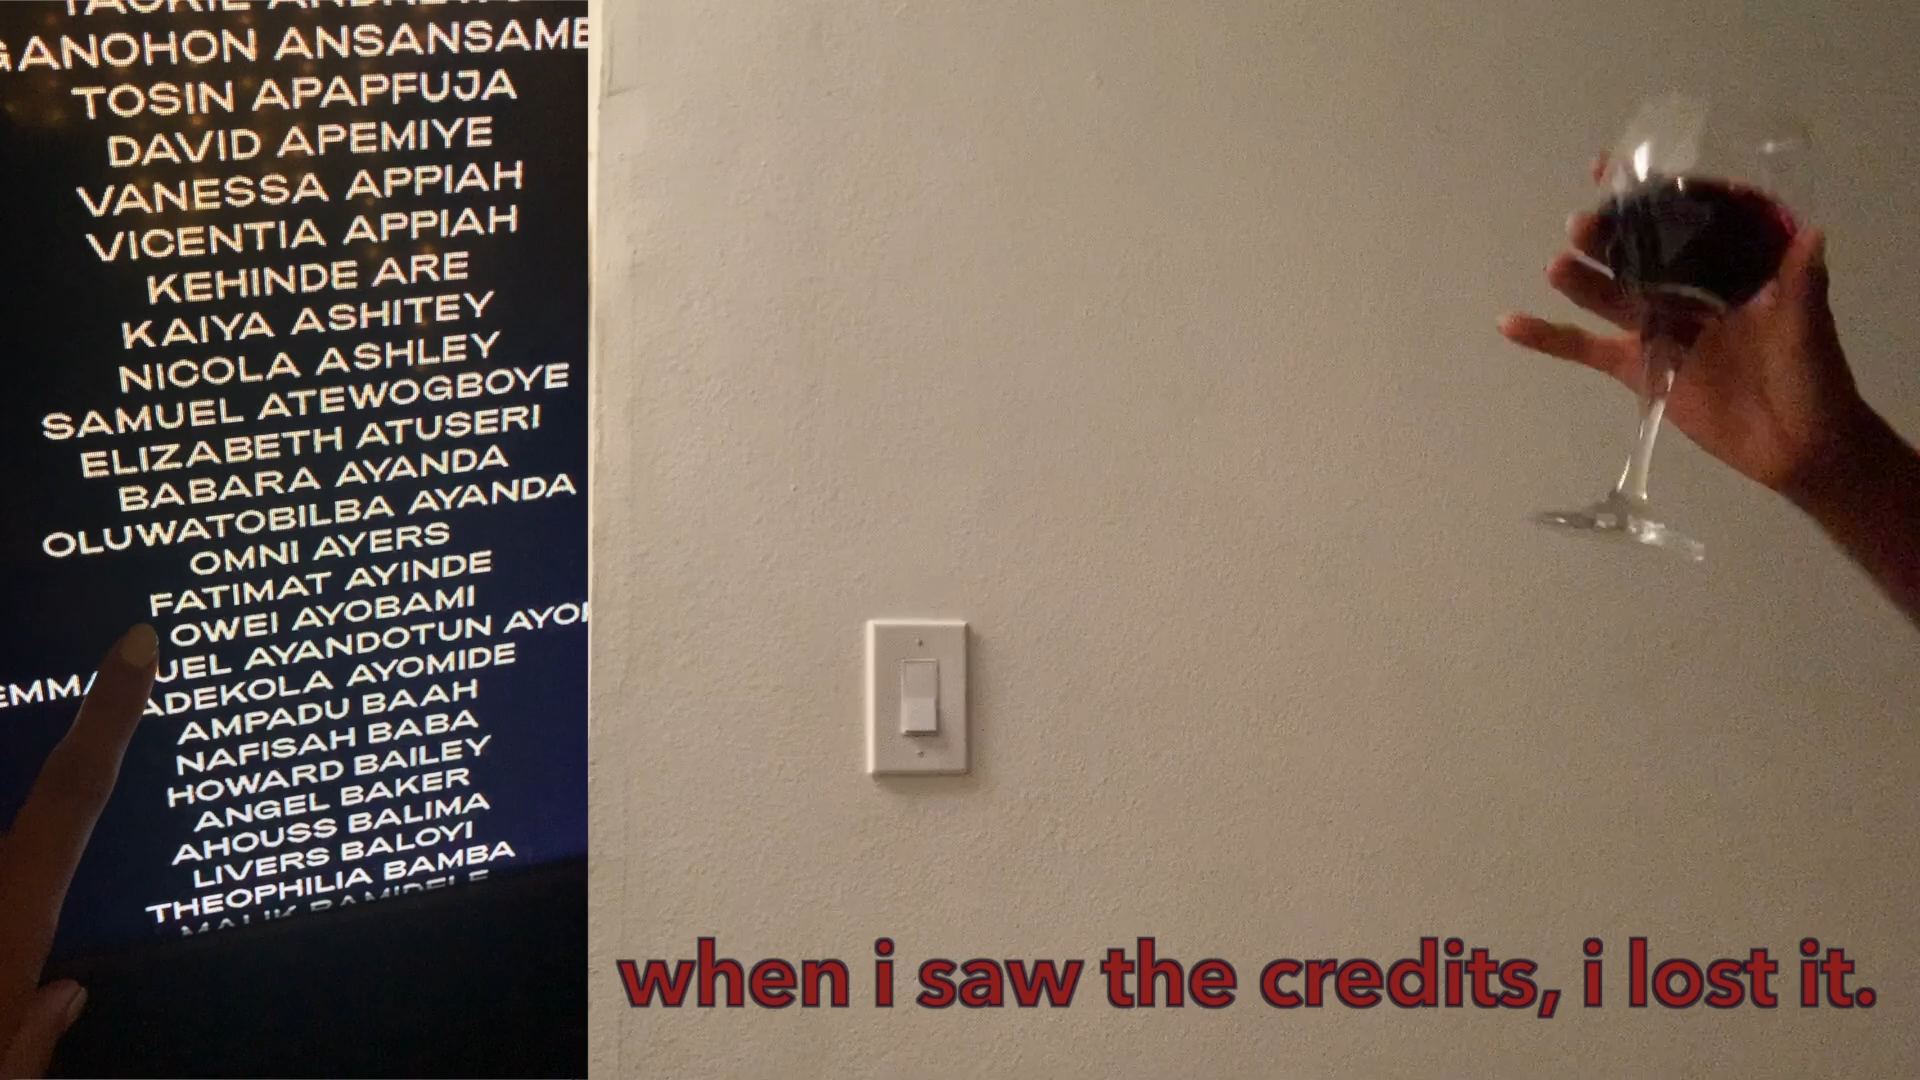 GANOHON ANSANSAME
TOSIN APAPFUJA
DAVID APEMIYE
VANESSA APPIAH
VICENTIA APPIAH
KEHINDE ARE
KAIYA ASHITEY
NICOLA ASHLEY
SAMUEL ATEWOGBOYE
ELIZABETH ATUSERI
BABARA AYANDA
OLUWATOBILBA AYANDA
OMNI AYERS
FATIMAT AYINDE
OWEI AYOBAMI
EMMA UEL AYANDOTUN AYO
ADEKOLA AYOMIDE
AMPADU BAAH
NAFISAH BABA
HOWARD BAILEY
ANGEL BAKER
AHOUSS BALIMA
LIVERS BALOYI
THEOPHILIA BAMBA
when i saw the credits, i lost it.